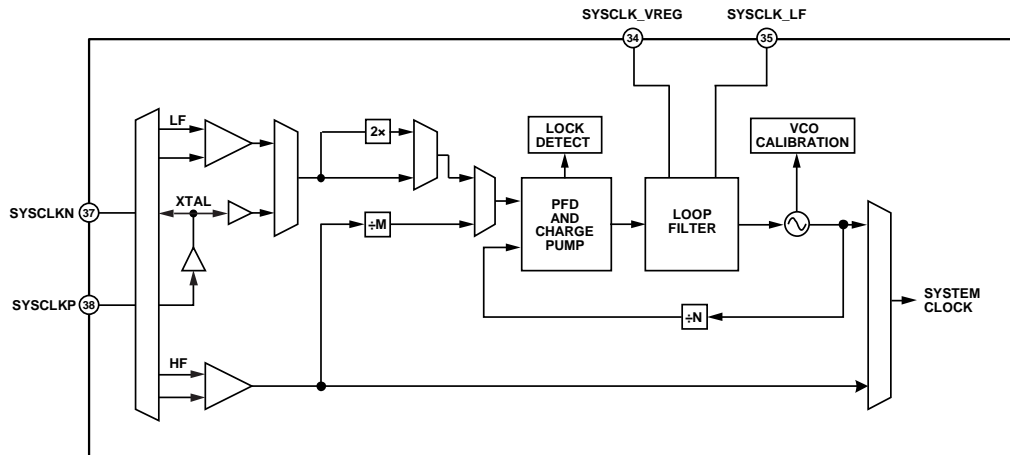 SYSCLK_VREG
SYSCLK_LF
34
35
LF
2×
LOCK
DETECT
VCO
CALIBRATION
XTAL
SYSCLKN
37
÷M
PFD
AND
CHARGE
PUMP
LOOP
FILTER
SYSCLKP
38
÷N
SYSTEM
CLOCK
HF